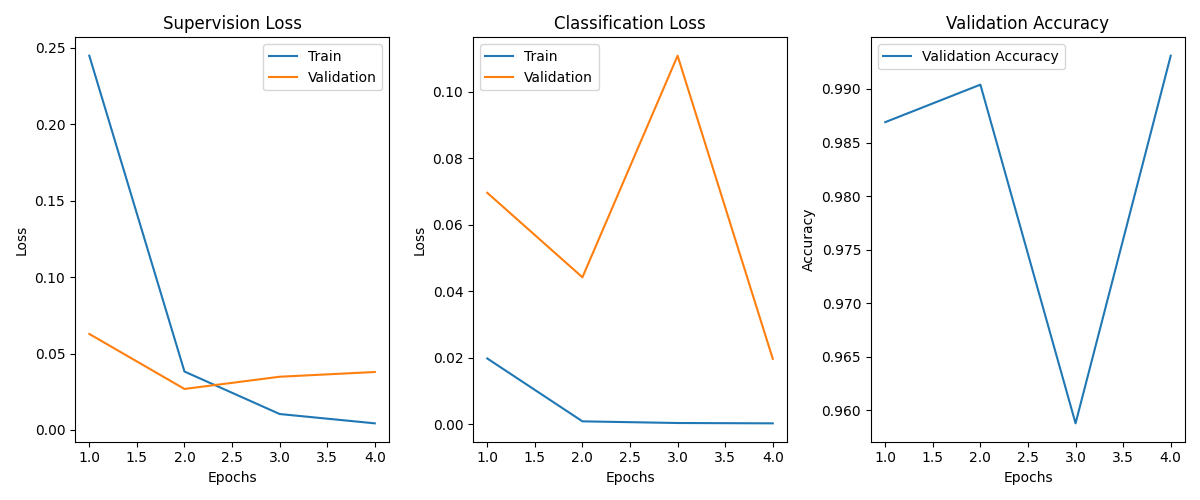 Supervision Loss
Train
Validation
0.25
0.20
0.15
0.10
0.05
0.00
Loss
1.0 1.5 2.0 2.5 3.0 3.5 4.0
Epochs
Classification Loss
Train
Validation
0.10
0.08
0.06
0.04
0.02
0.00
Loss
1.0 1.5 2.0 2.5 3.0 3.5 4.0
Epochs
Validation Accuracy
Validation Accuracy
0.990
0.985
0.980
0.975
0.970
0.965
0.960
Accuracy
1.0 1.5 2.0 2.5 3.0 3.5 4.0
Epochs